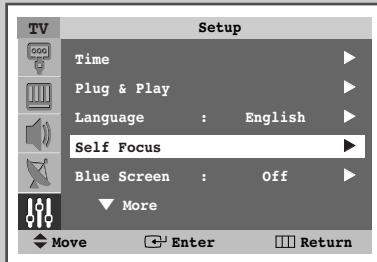 TV Setup
Time
Plug & Play
Language : English
Self Focus
Blue Screen : Off
More
Move Enter Return